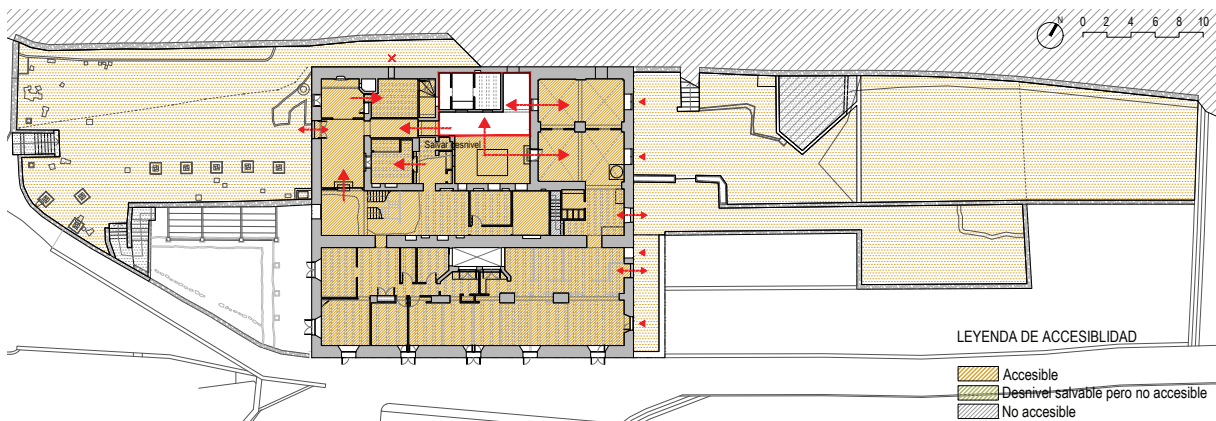 N
0 2 4 6 8 10
Salvar desnivel
LEYENDA DE ACCESIBLIDAD
Accesible
Desnivel salvable pero no accesible
No accesible